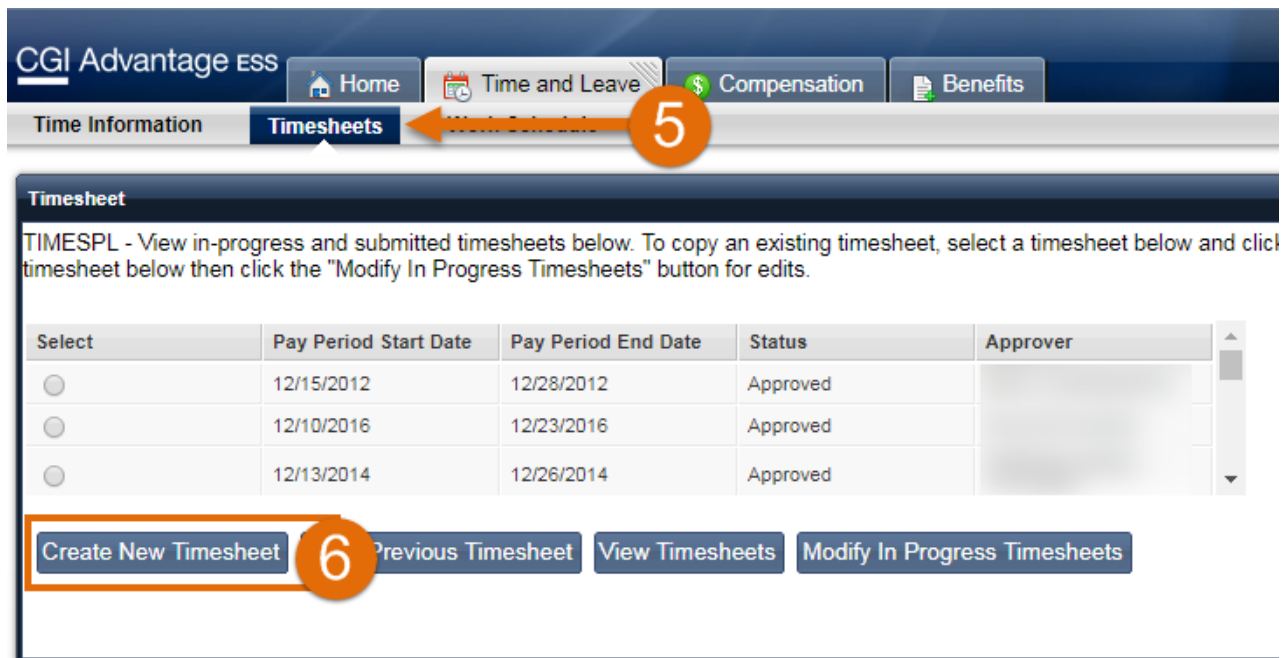 CGI Advantage ESS
Home Time and Leave Compensation Benefits
Time Information Timesheets Work Schedule 5
Timesheet
TIMESPL - View in-progress and submitted timesheets below. To copy an existing timesheet, select a timesheet below and click
timesheet below then click the "Modify In Progress Timesheets" button for edits.
Select Pay Period Start Date Pay Period End Date Status Approver
12/15/2012 12/28/2012 Approved
12/10/2016 12/23/2016 Approved
12/13/2014 12/26/2014 Approved
Create New Timesheet 6 Previous Timesheet View Timesheets Modify In Progress Timesheets